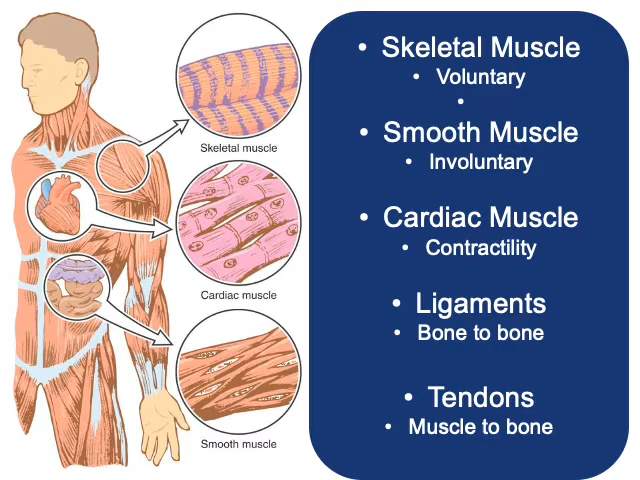 Skeletal muscle
Cardiac muscle
Smooth muscle
• Skeletal Muscle
• Voluntary
•
• Smooth Muscle
• Involuntary
• Cardiac Muscle
• Contractility
• Ligaments
• Bone to bone
• Tendons
• Muscle to bone